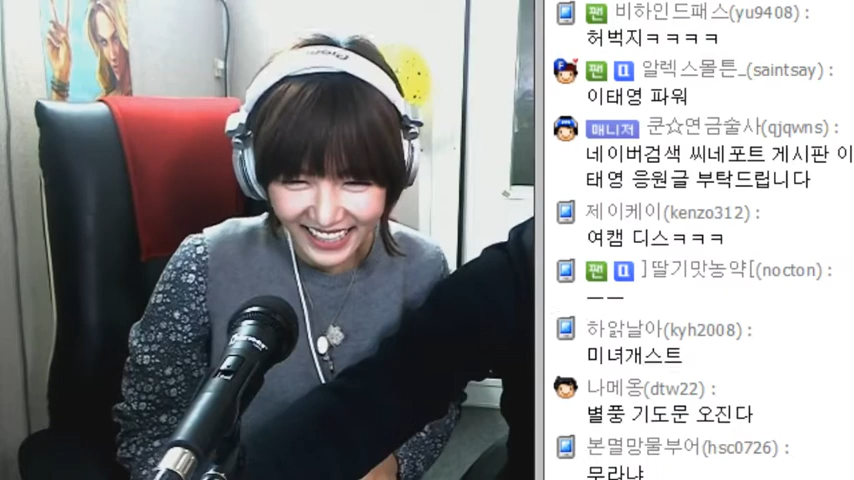 팬 비하인드패스(yu9408) :
허벅지ㅋㅋㅋㅋ
팬 알렉스몰튼_(saintsay) :
이태영 파워
매니저 쿤☆연금술사(qjqwns) :
네이버검색 씨네포트 게시판 이
태영 응원글 부탁드립니다
제이케이(kenzo312) :
여캠 디스ㅋㅋㅋ
팬 ]딸기맛농약[(nocton) :
ㅡㅡ
하앍날아(kyh2008) :
미녀개스트
나메옹(dtw22) :
별풍 기도문 오진다
본멸망물부어(hsc0726) :
무라냐